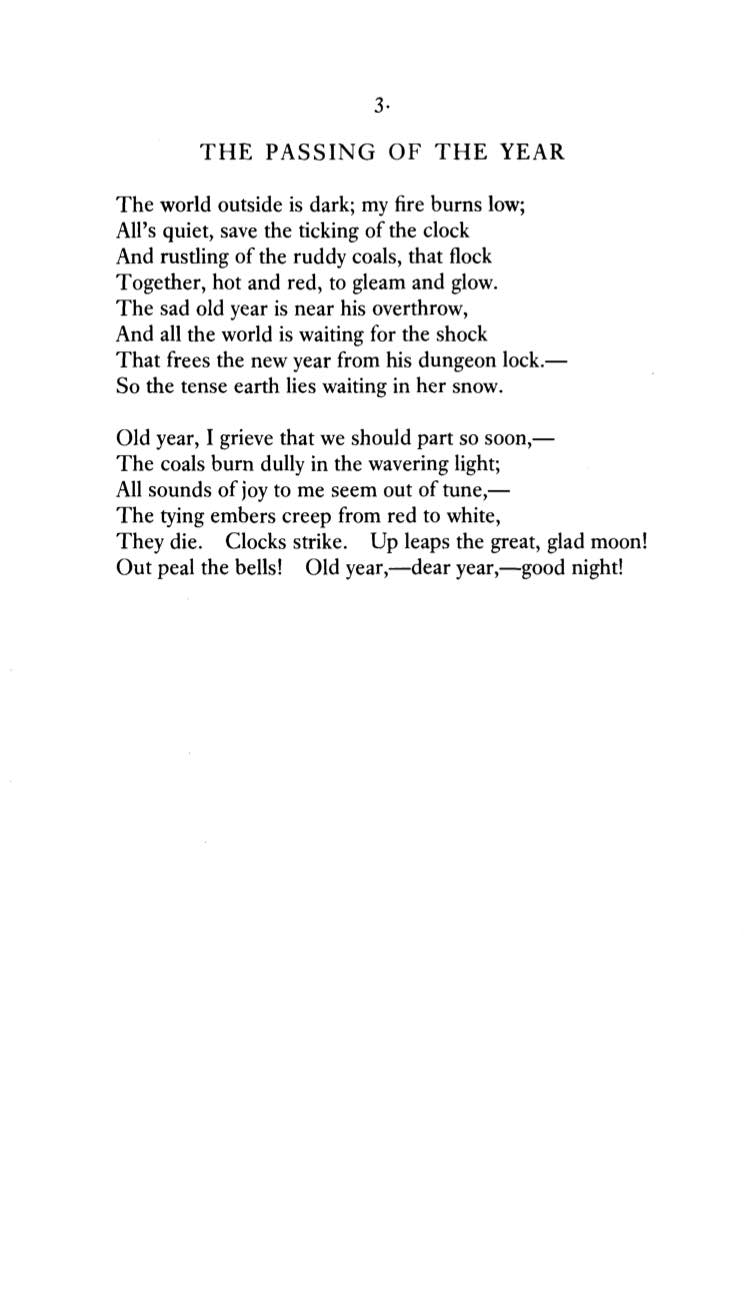 3.
THE PASSING OF THE YEAR
The world outside is dark; my fire burns low;
All's quiet, save the ticking of the clock
And rustling of the ruddy coals, that flock
Together, hot and red, to gleam and glow.
The sad old year is near his overthrow,
And all the world is waiting for the shock
That frees the new year from his dungeon lock.—
So the tense earth lies waiting in her snow.
Old year, I grieve that we should part so soon,—
The coals burn dully in the wavering light;
All sounds of joy to me seem out of tune,—
The tying embers creep from red to white,
They die. Clocks strike. Up leaps the great, glad moon!
Out peal the bells! Old year,—dear year,—good night!